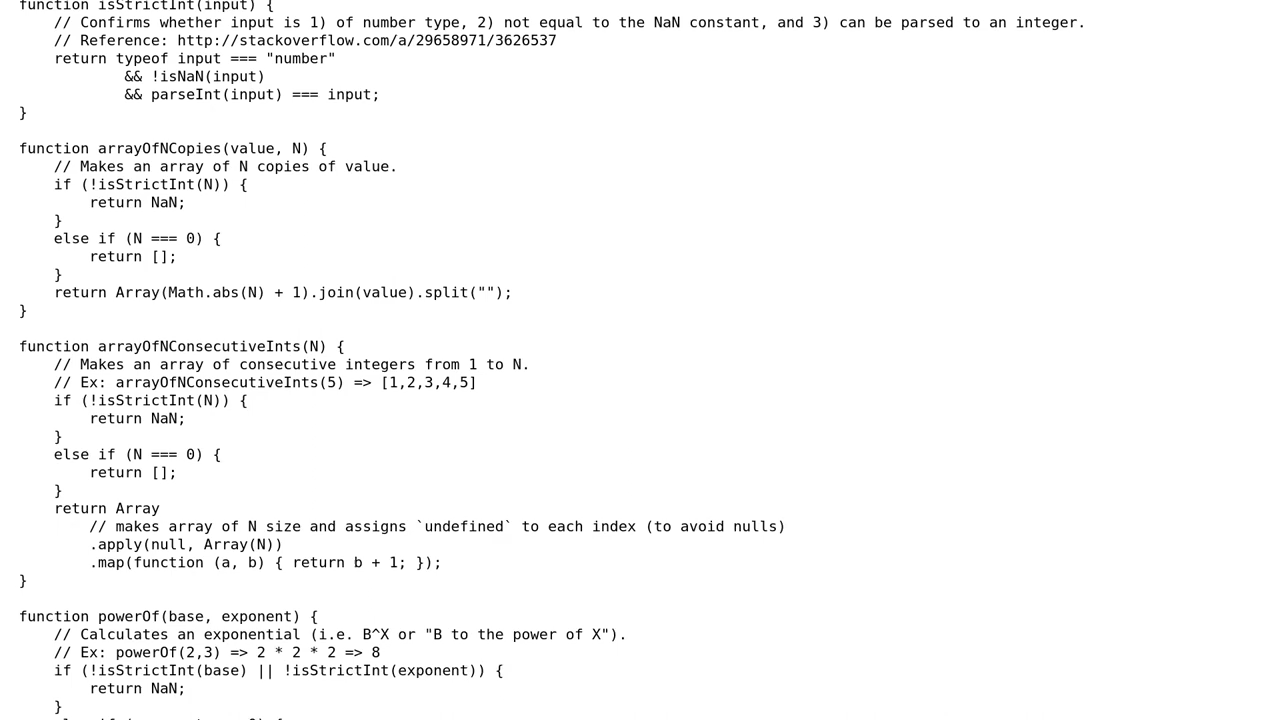 function isStrictInt(input) {
    // Confirms whether input is 1) of number type, 2) not equal to the NaN constant, and 3) can be parsed to an integer.
    // Reference: http://stackoverflow.com/a/29658971/3626537
    return typeof input === "number"
            && !isNaN(input)
            && parseInt(input) === input;
}

function arrayOfNCopies(value, N) {
    // Makes an array of N copies of value.
    if (!isStrictInt(N)) {
        return NaN;
    }
    else if (N === 0) {
        return [];
    }
    return Array(Math.abs(N) + 1).join(value).split("");
}

function arrayOfNConsecutiveInts(N) {
    // Makes an array of consecutive integers from 1 to N.
    // Ex: arrayOfNConsecutiveInts(5) => [1,2,3,4,5]
    if (!isStrictInt(N)) {
        return NaN;
    }
    else if (N === 0) {
        return [];
    }
    return Array
        // makes array of N size and assigns `undefined` to each index (to avoid nulls)
        .apply(null, Array(N))
        .map(function (a, b) { return b + 1; });
}

function powerOf(base, exponent) {
    // Calculates an exponential (i.e. B^X or "B to the power of X").
    // Ex: powerOf(2,3) => 2 * 2 * 2 => 8
    if (!isStrictInt(base) || !isStrictInt(exponent)) {
        return NaN;
    }